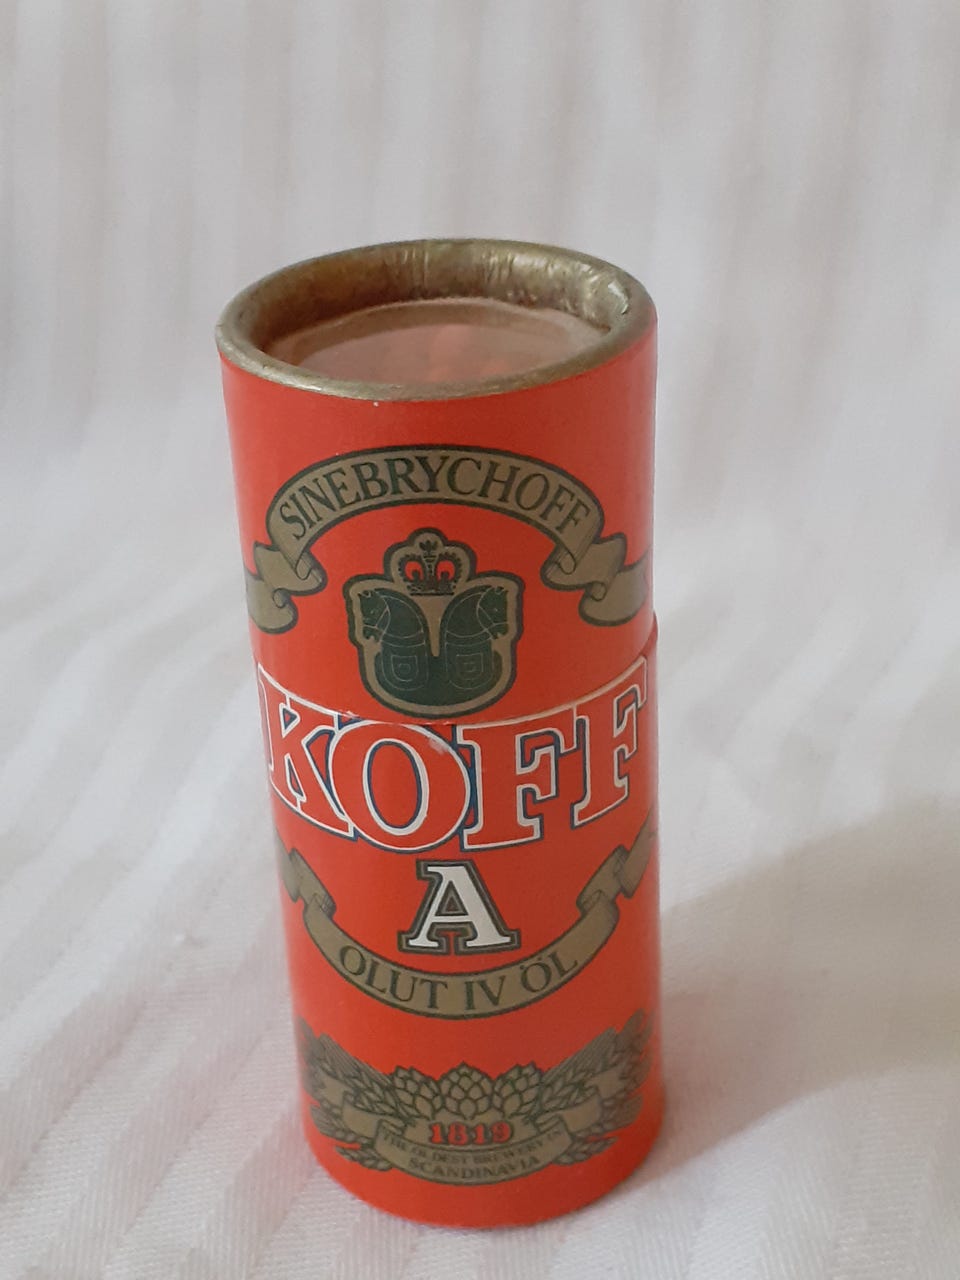 SINEBRYCHOFF
KOFF
A
OLUT IV ÖL
1819
THE OLDEST BREWERY IN
SCANDINAVIA